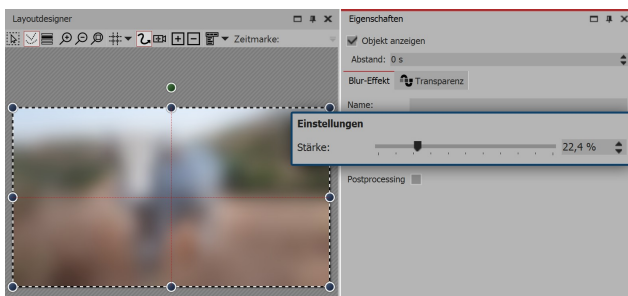 Layoutdesigner
Zeitmarke:
Eigenschaften
Objekt anzeigen
Abstand: 0 s
Blur-Effekt Transparenz
Name:
Einstellungen
Stärke: 22,4 %
Postprocessing